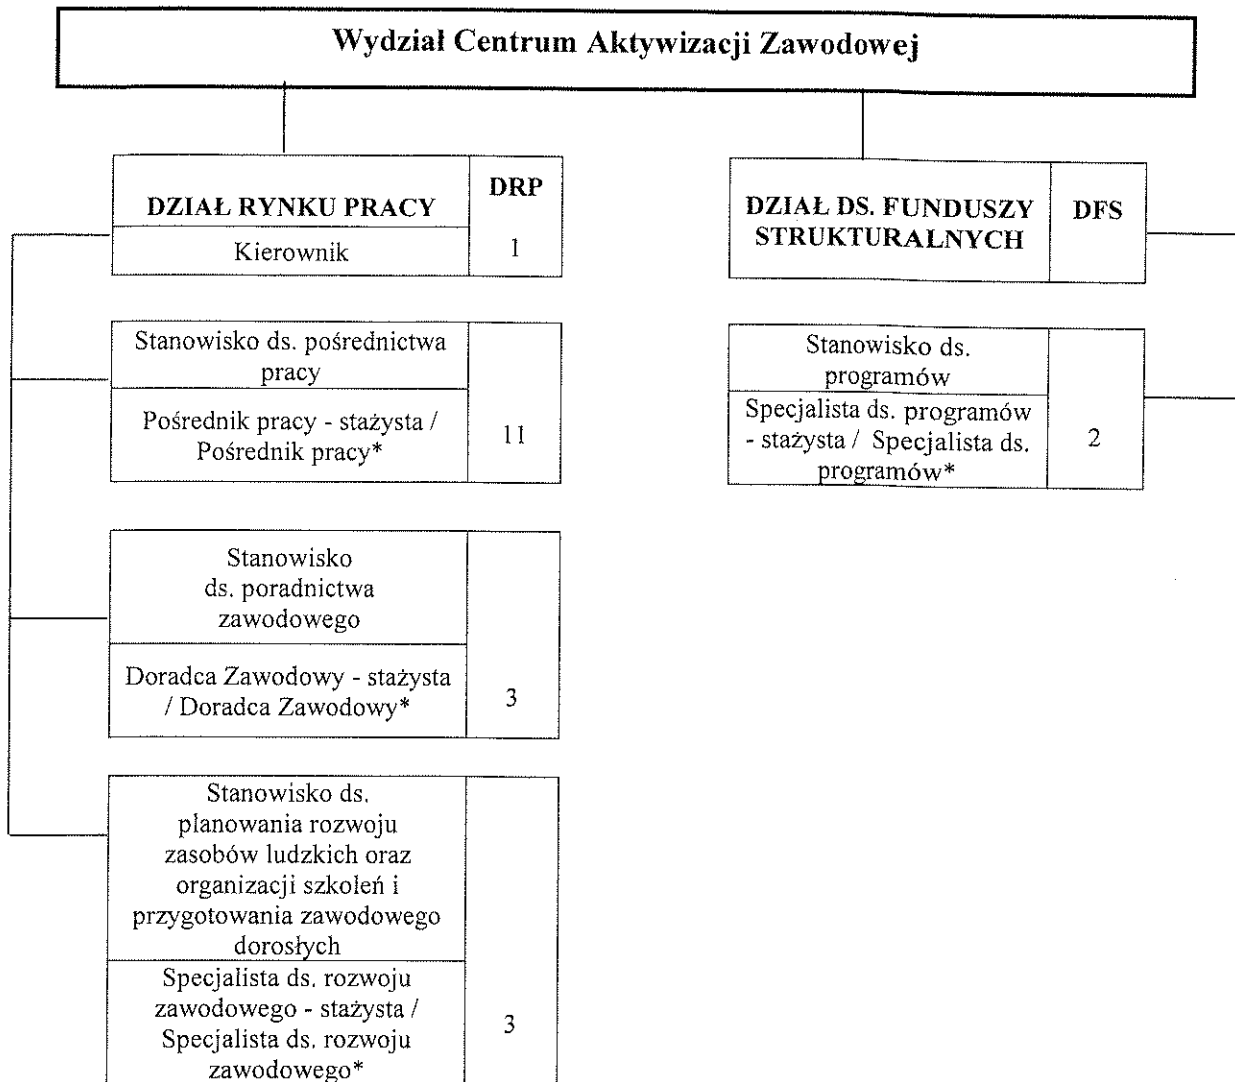 Wydział Centrum Aktywizacji Zawodowej
DZIAŁ RYNKU PRACY
DRP
Kierownik
1
Stanowisko ds. pośrednictwa
pracy
Pośrednik pracy - stażysta /
Pośrednik pracy*
11
Stanowisko
ds. poradnictwa
zawodowego
Doradca Zawodowy - stażysta
/ Doradca Zawodowy*
3
Stanowisko ds.
planowania rozwoju
zasobów ludzkich oraz
organizacji szkoleń i
przygotowania zawodowego
dorosłych
Specjalista ds. rozwoju
zawodowego - stażysta /
Specjalista ds. rozwoju
zawodowego*
3
DZIAŁ DS. FUNDUSZY
STRUKTURALNYCH
DFS
Stanowisko ds.
programów
Specjalista ds. programów
- stażysta / Specjalista ds.
programów*
2